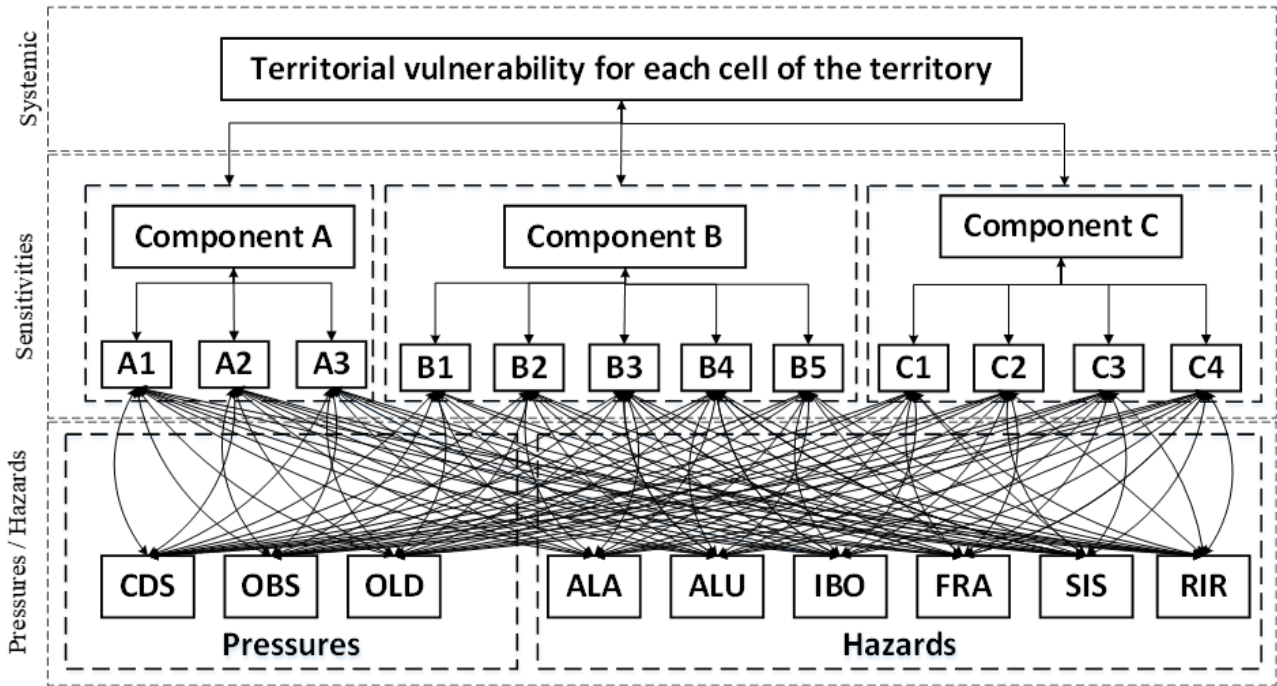 Systemic
Territorial vulnerability for each cell of the territory
Sensitivities
Component A
Component B
Component C
A1
A2
A3
B1
B2
B3
B4
B5
C1
C2
C3
C4
Pressures / Hazards
CDS
OBS
OLD
ALA
ALU
IBO
FRA
SIS
RIR
Pressures
Hazards